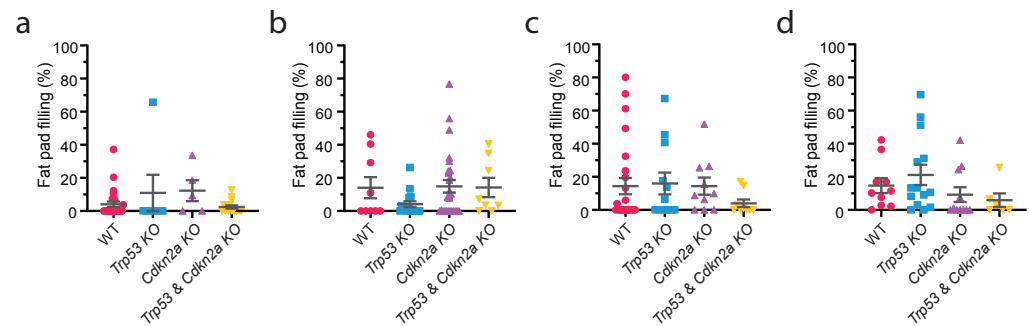 a
Fat pad filling (%)
100
80
60
40
20
0
WT
Trp53 KO
Cdkn2a KO
Trp53 & Cdkn2a KO
b
Fat pad filling (%)
100
80
60
40
20
0
WT
Trp53 KO
Cdkn2a KO
Trp53 & Cdkn2a KO
c
Fat pad filling (%)
100
80
60
40
20
0
WT
Trp53 KO
Cdkn2a KO
Trp53 & Cdkn2a KO
d
Fat pad filling (%)
100
80
60
40
20
0
WT
Trp53 KO
Cdkn2a KO
Trp53 & Cdkn2a KO